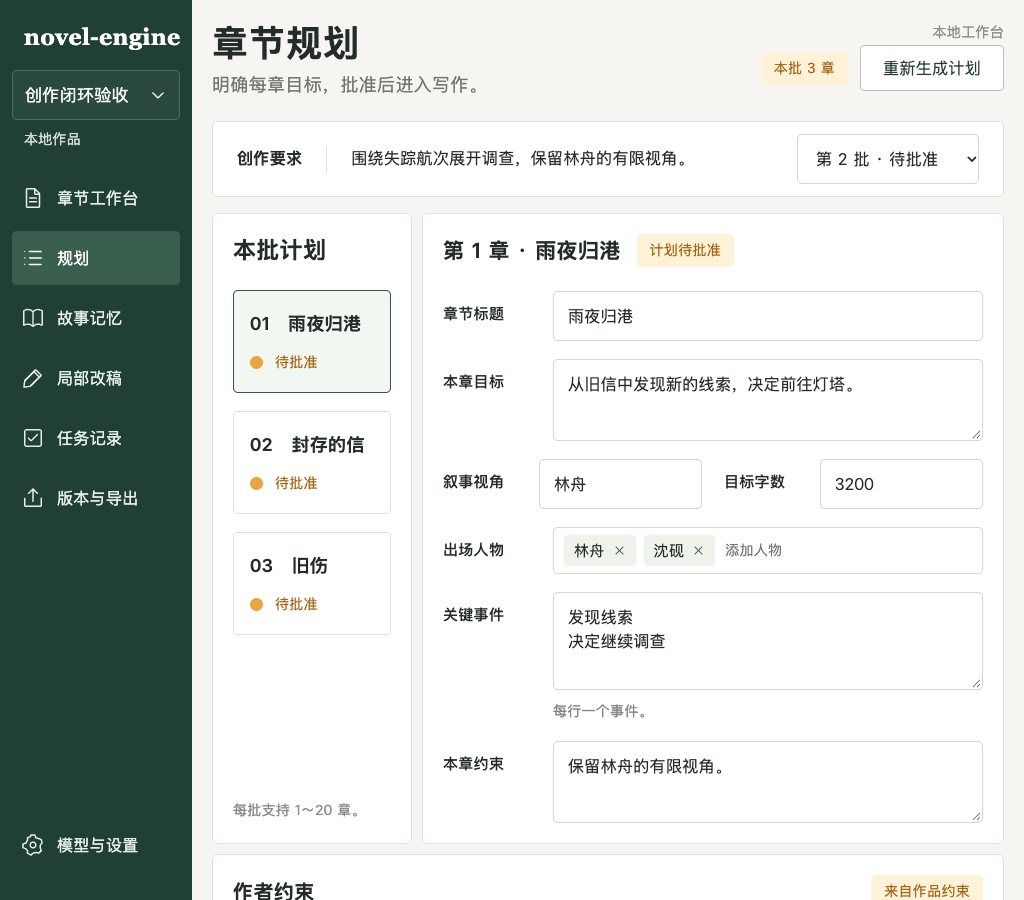 novel-engine
创作闭环验收
本地作品
章节工作台
规划
故事记忆
局部改稿
任务记录
版本与导出
模型与设置
章节规划
明确每章目标，批准后进入写作。
本地工作台
本批 3 章
重新生成计划
创作要求
围绕失踪航次展开调查，保留林舟的有限视角。
第 2 批 · 待批准
本批计划
01 雨夜归港
待批准
02 封存的信
待批准
03 旧伤
待批准
每批支持 1～20 章。
第 1 章 · 雨夜归港
计划待批准
章节标题
雨夜归港
本章目标
从旧信中发现新的线索，决定前往灯塔。
叙事视角
林舟
目标字数
3200
出场人物
林舟 ×
沈砚 ×
添加人物
关键事件
发现线索
决定继续调查
每行一个事件。
本章约束
保留林舟的有限视角。
作者约束
来自作品约束